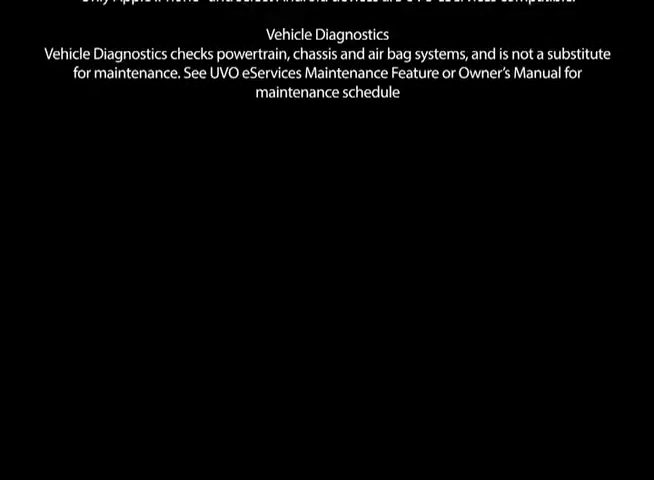 Vehicle Diagnostics
Vehicle Diagnostics checks powertrain, chassis and air bag systems, and is not a substitute
for maintenance. See UVO eServices Maintenance Feature or Owner's Manual for
maintenance schedule